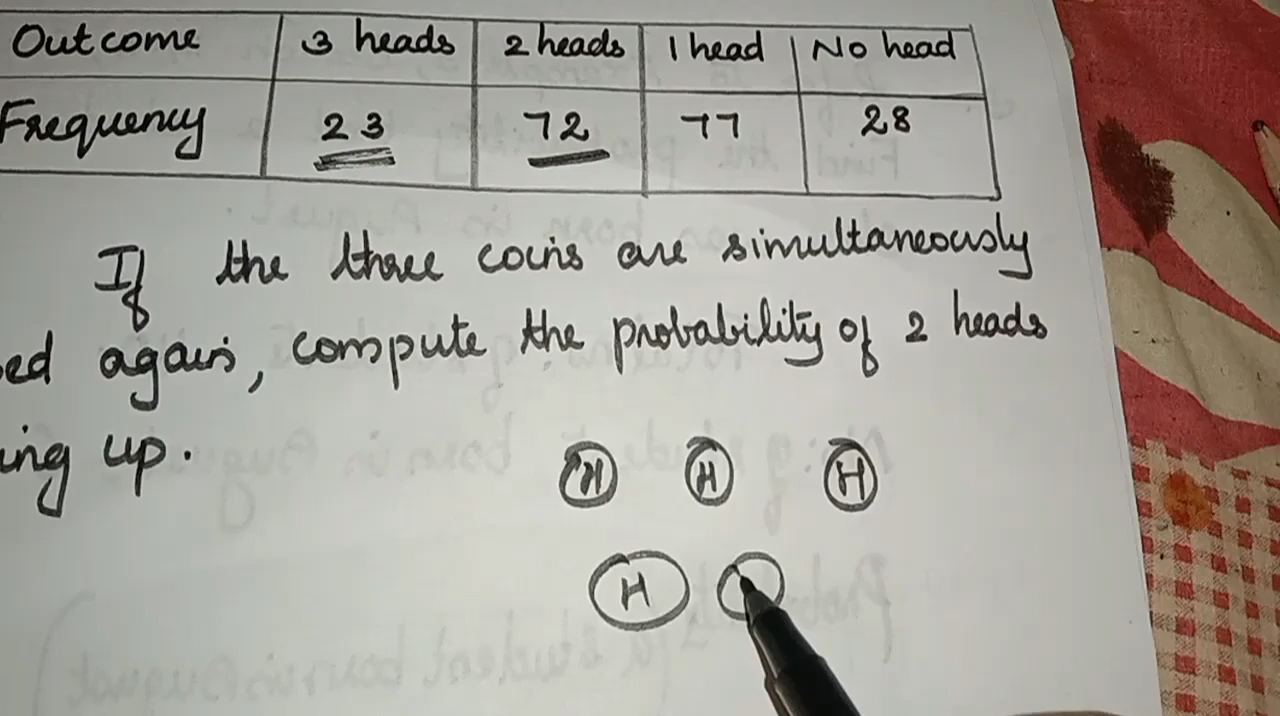 Outcome 3 heads 2 heads 1 head No head
Frequency 23 72 77 28
If the three coins are simultaneously
ed again, compute the probability of 2 heads
ing up.
H H H
H